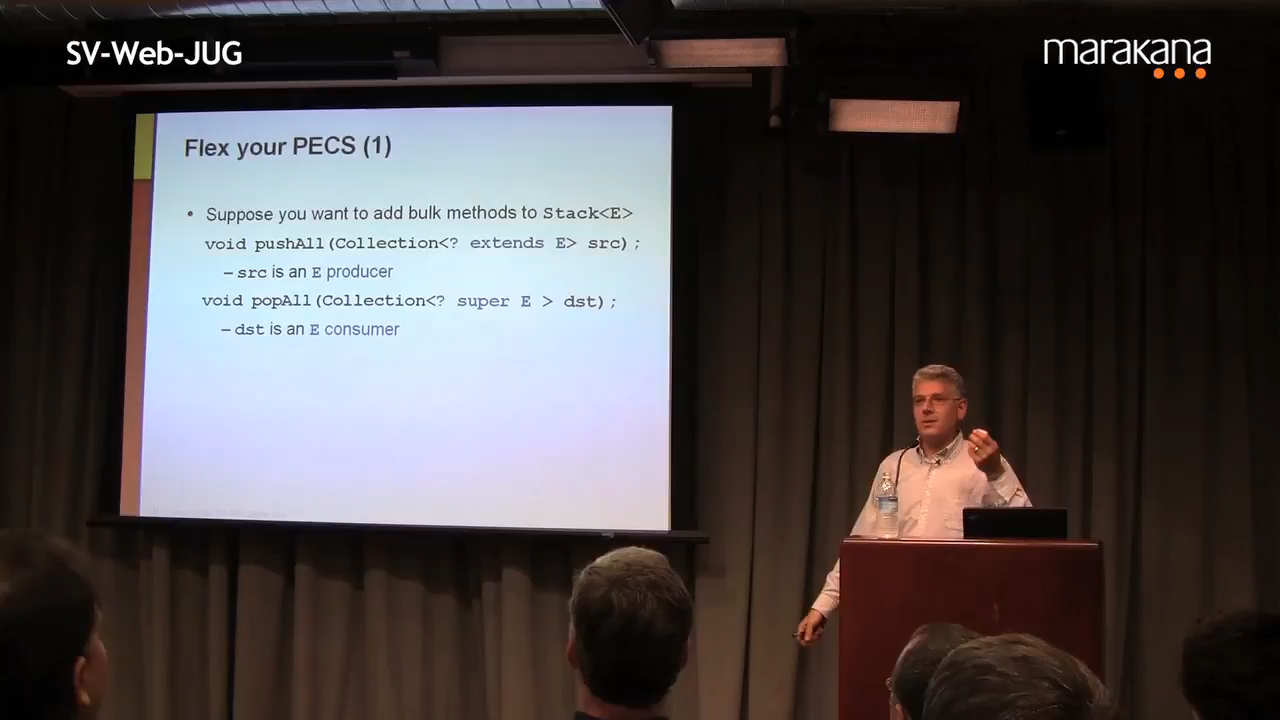 SV-Web-JUG
marakana
Flex your PECS (1)
• Suppose you want to add bulk methods to Stack<E>
void pushAll(Collection<? extends E> src);
– src is an E producer
void popAll(Collection<? super E > dst);
– dst is an E consumer